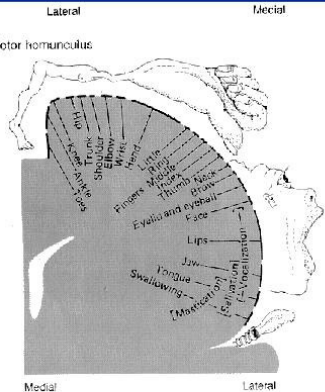 Lateral
Medial
otor homunculus
Toes
Ankle
Knee
Hip
Trunk
Shoulder
Elbow
Wrist
Hand
Little
Ring
Middle
Index
Thumb
Fingers
Neck
Brow
Eyelid and eyeball
Face
Lips
Jaw
Tongue
Swallowing
[Mastication]
[Salivation]
[Vocalization]
Medial
Lateral